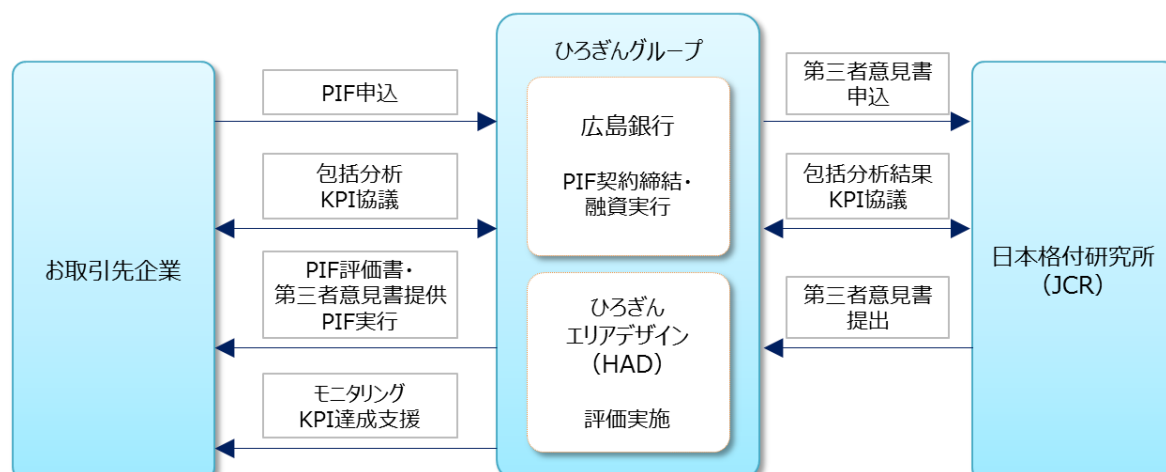 お取引先企業
PIF申込
包括分析
KPI協議
PIF評価書・
第三者意見書提供
PIF実行
モニタリング
KPI達成支援
ひろぎんグループ
広島銀行
PIF契約締結・
融資実行
ひろぎん
エリアデザイン
（HAD）
評価実施
第三者意見書
申込
包括分析結果
KPI協議
第三者意見書
提出
日本格付研究所
（JCR）